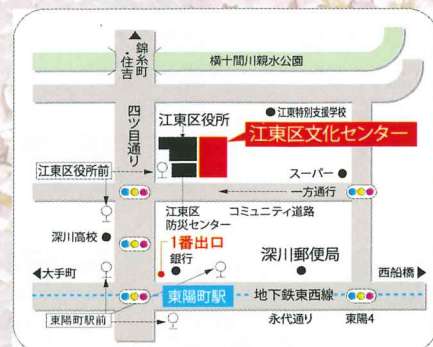 錦糸町
・住吉
横十間川親水公園
四ツ目通り
江東区役所
江東特別支援学校
江東区文化センター
スーパー
江東区役所前
一方通行
江東区
防災センター
コミュニティ道路
1番出口
深川高校
銀行
深川郵便局
大手町
西船橋
東陽町駅
地下鉄東西線
東陽町駅前
永代通り
東陽4